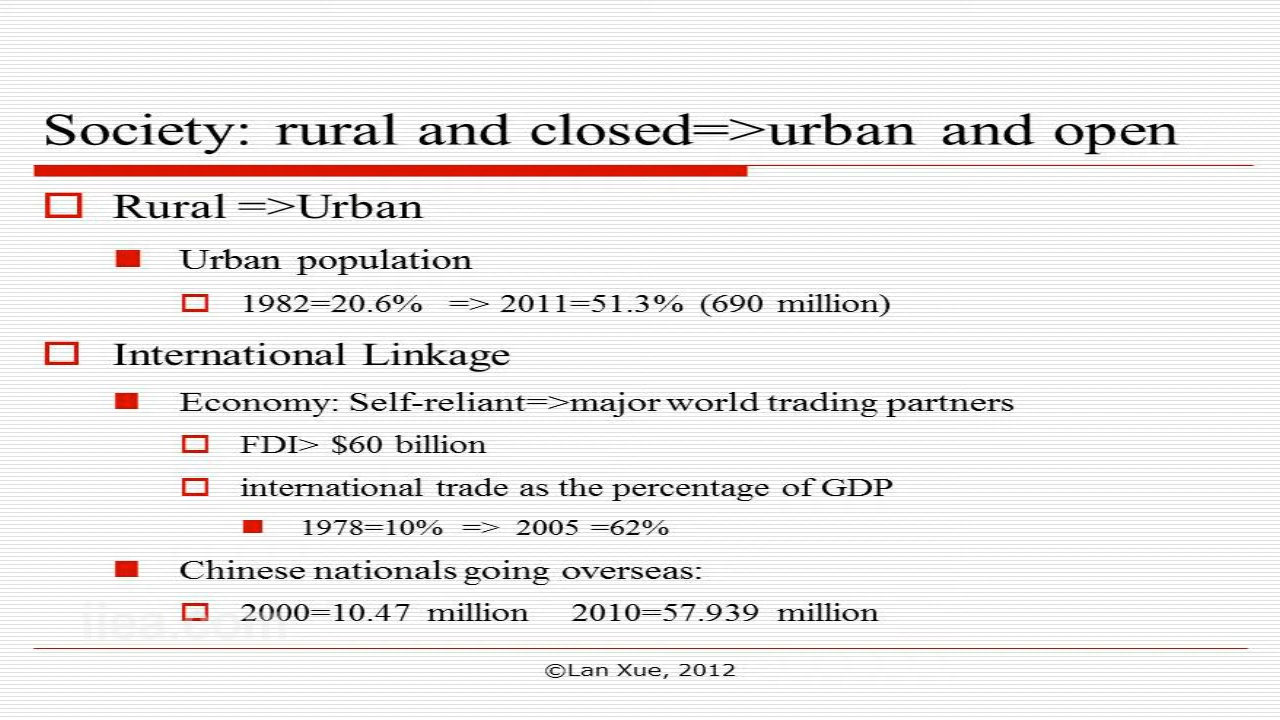 Society: rural and closed=>urban and open
Rural =>Urban
Urban population
1982=20.6% => 2011=51.3% (690 million)
International Linkage
Economy: Self-reliant=>major world trading partners
FDI> $60 billion
international trade as the percentage of GDP
1978=10% => 2005 =62%
Chinese nationals going overseas:
2000=10.47 million 2010=57.939 million
iiea.com
©Lan Xue, 2012